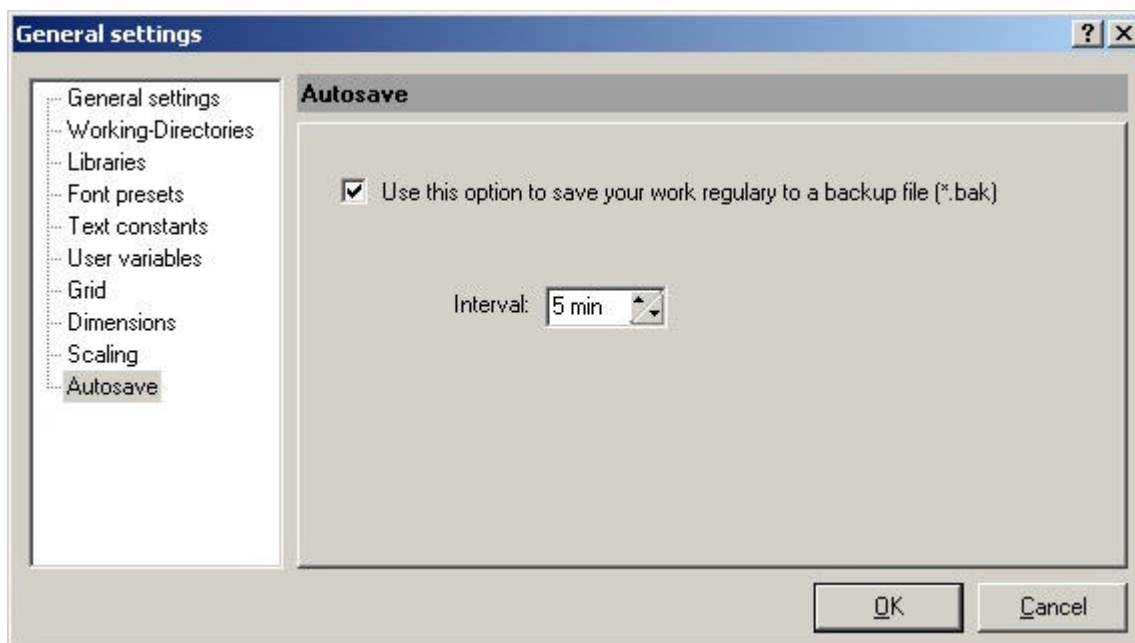 General settings
General settings
Working-Directories
Libraries
Font presets
Text constants
User variables
Grid
Dimensions
Scaling
Autosave
Autosave
Use this option to save your work regulary to a backup file (*.bak)
Interval: 5 min
OK Cancel